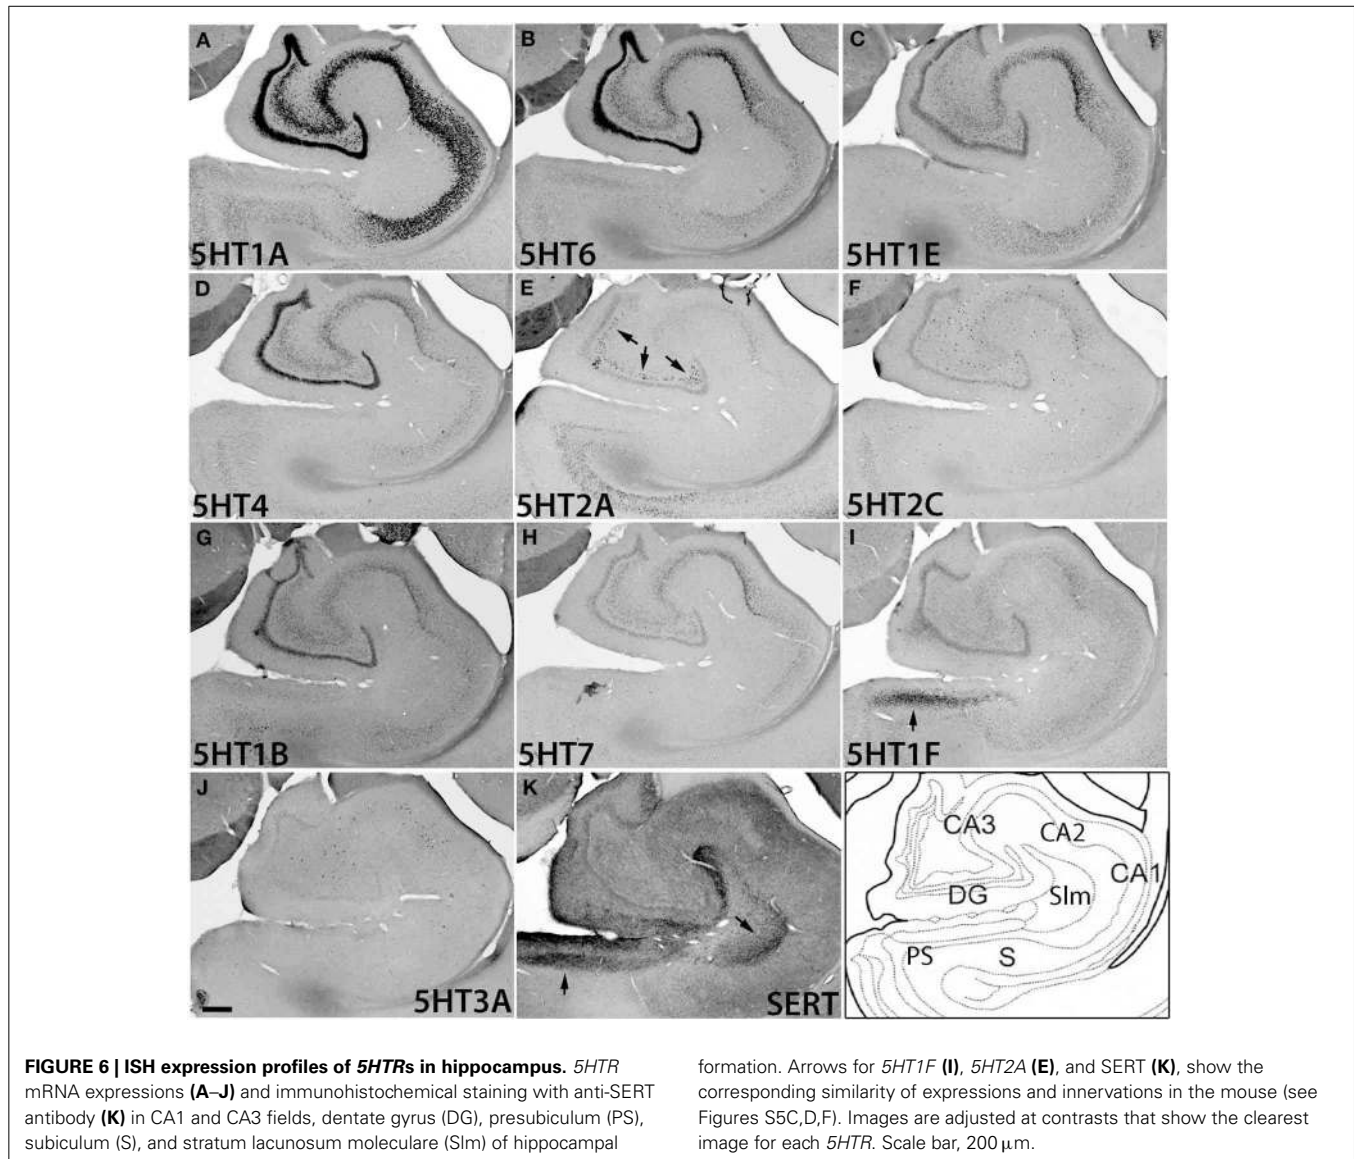 A
5HT1A
B
5HT6
C
5HT1E
D
5HT4
E
5HT2A
F
5HT2C
G
5HT1B
H
5HT7
I
5HT1F
J
5HT3A
K
SERT
CA3
CA2
CA1
DG
Slm
PS
S
FIGURE 6 | ISH expression profiles of 5HTRs in hippocampus. 5HTR
mRNA expressions (A–J) and immunohistochemical staining with anti-SERT
antibody (K) in CA1 and CA3 fields, dentate gyrus (DG), presubiculum (PS),
subiculum (S), and stratum lacunosum moleculare (Slm) of hippocampal
formation. Arrows for 5HT1F (I), 5HT2A (E), and SERT (K), show the
corresponding similarity of expressions and innervations in the mouse (see
Figures S5C,D,F). Images are adjusted at contrasts that show the clearest
image for each 5HTR. Scale bar, 200 μm.